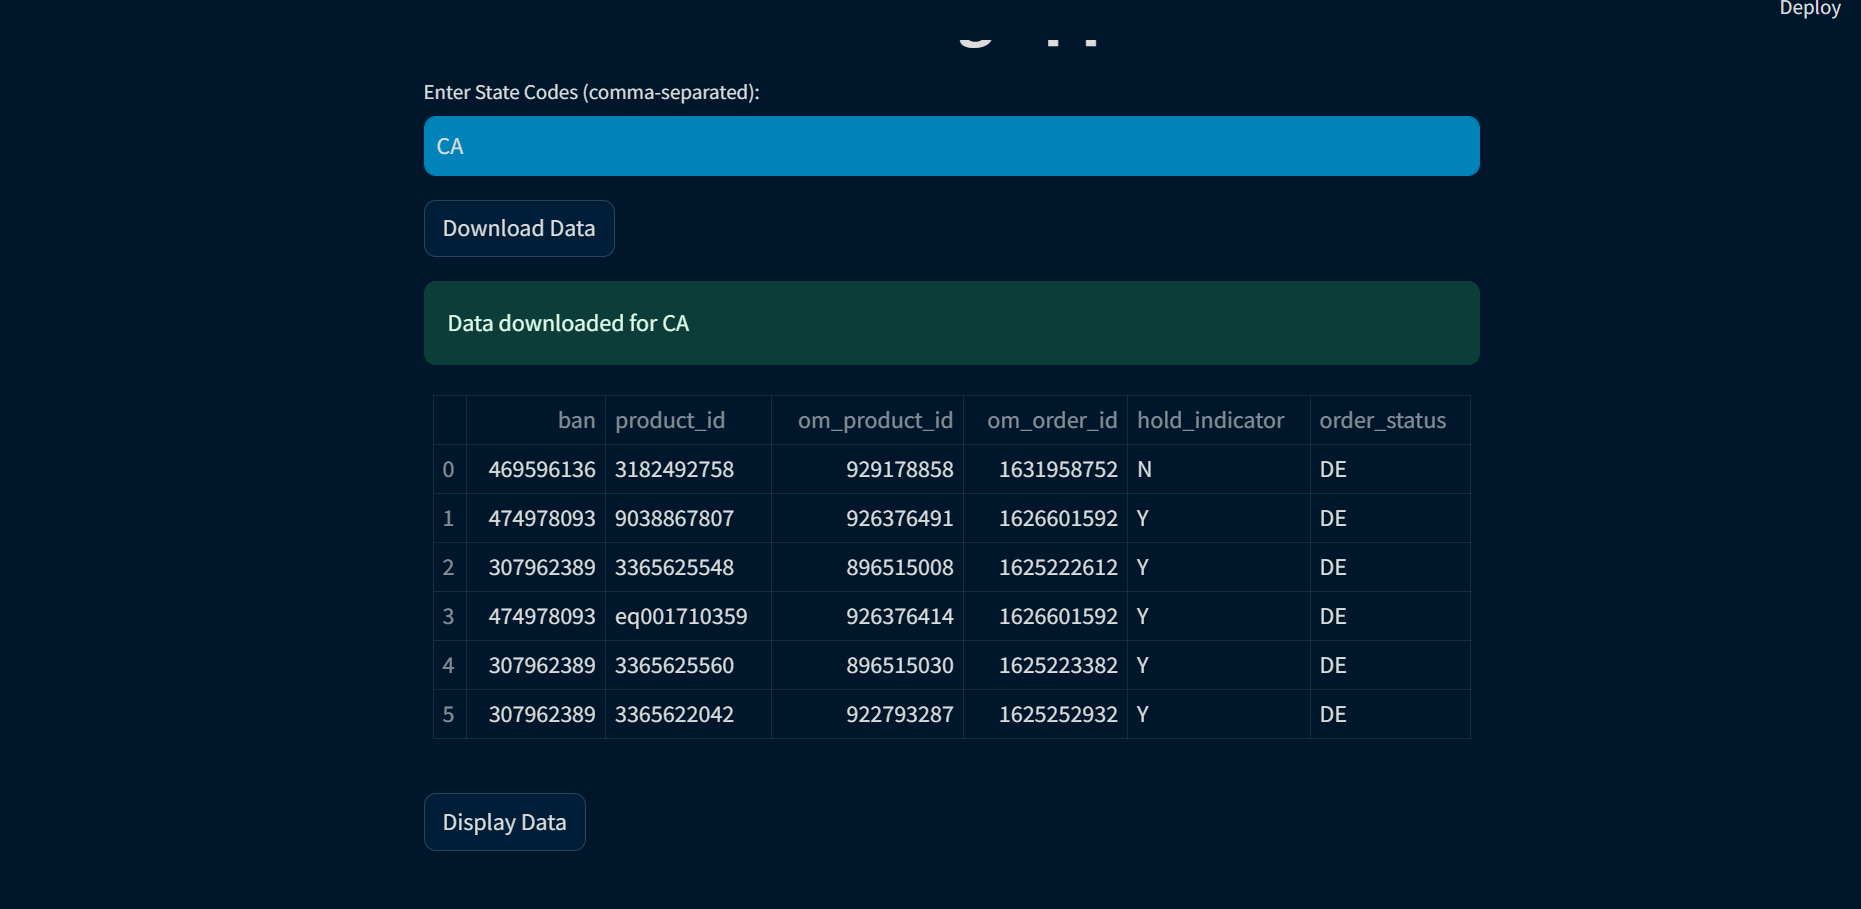 Deploy
Enter State Codes (comma-separated):
CA
Download Data
Data downloaded for CA
ban product_id om_product_id om_order_id hold_indicator order_status
0 469596136 3182492758 929178858 1631958752 N DE
1 474978093 9038867807 926376491 1626601592 Y DE
2 307962389 3365625548 896515008 1625222612 Y DE
3 474978093 eq001710359 926376414 1626601592 Y DE
4 307962389 3365625560 896515030 1625223382 Y DE
5 307962389 3365622042 922793287 1625252932 Y DE
Display Data